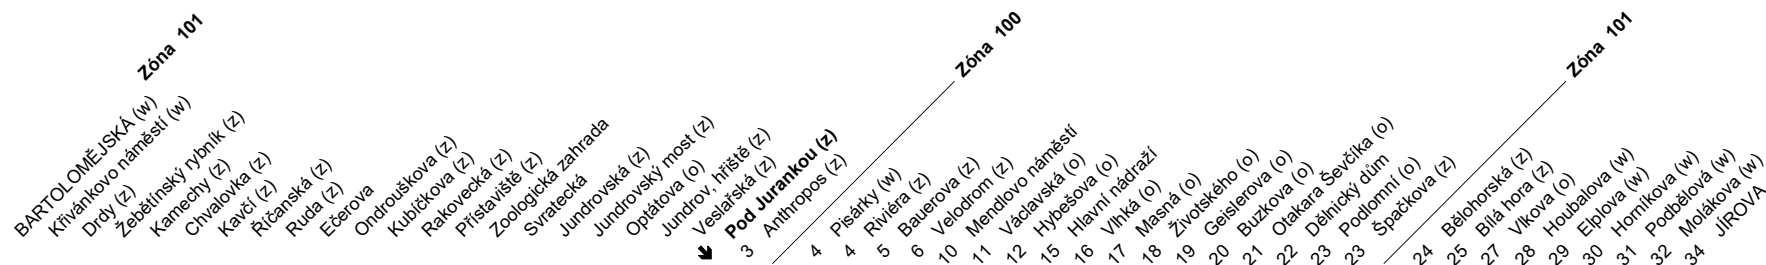 Zóna 101
BARTOLOMĚJSKÁ (w)
Křivánkovo náměstí (w)
Drdy (z)
Žebětínský rybník (z)
Kamechy (z)
Chvalovka (z)
Kavčí (z)
Říčanská (z)
Ruda (z)
Ečerova
Ondrouškova (z)
Kubíčkova (z)
Rakovecká (z)
Přístaviště (z)
Zoologická zahrada
Svratecká
Jundrovská (z)
Jundrovský most (z)
Optátova (o)
Jundrov, hřiště (z)
Veslařská (z)
Pod Jurankou (z)
3 Anthropos (z)
Zóna 100
4 Pisárky (w)
4 Riviéra (z)
5 Bauerova (z)
6 Velodrom (z)
10 Mendlovo náměstí
11 Václavská (o)
12 Hybešova (o)
15 Hlavní nádraží
16 Vlhká (o)
17 Masná (o)
18 Životského (o)
19 Geislerova (o)
20 Buzkova (o)
21 Otakara Ševčíka (o)
22 Dělnický dům
23 Podlomní (o)
23 Špačkova (z)
Zóna 101
24 Bělohorská (z)
25 Bílá hora (z)
27 Vlkova (o)
28 Houbalova (w)
29 Elplova (w)
30 Horníkova (w)
31 Podbělová (w)
32 Molákova (w)
34 JÍROVA